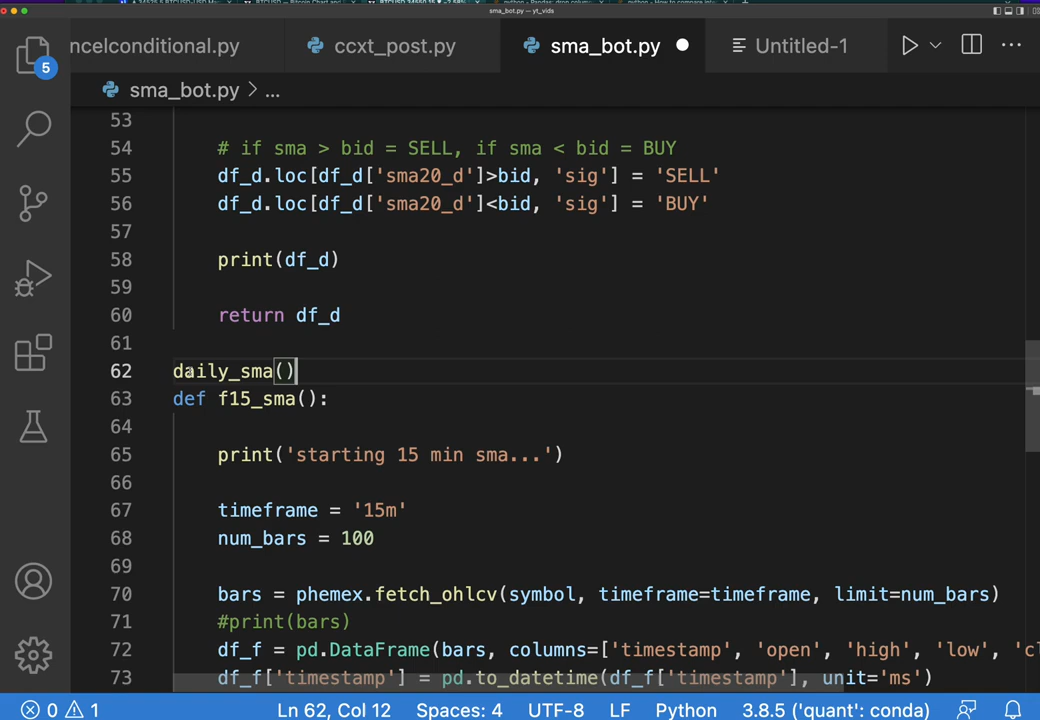 sma_bot.py — yt_vids
ncelconditional.py
ccxt_post.py
sma_bot.py
Untitled-1
5
sma_bot.py > ...
53
54 # if sma > bid = SELL, if sma < bid = BUY
55 df_d.loc[df_d['sma20_d']>bid, 'sig'] = 'SELL'
56 df_d.loc[df_d['sma20_d']<bid, 'sig'] = 'BUY'
57
58 print(df_d)
59
60 return df_d
61
62 daily_sma()
63 def f15_sma():
64
65 print('starting 15 min sma...')
66
67 timeframe = '15m'
68 num_bars = 100
69
70 bars = phemex.fetch_ohlcv(symbol, timeframe=timeframe, limit=num_bars)
71 #print(bars)
72 df_f = pd.DataFrame(bars, columns=['timestamp', 'open', 'high', 'low', 'cl
73 df_f['timestamp'] = pd.to_datetime(df_f['timestamp'], unit='ms')
0 1 Ln 62, Col 12 Spaces: 4 UTF-8 LF Python 3.8.5 ('quant': conda)